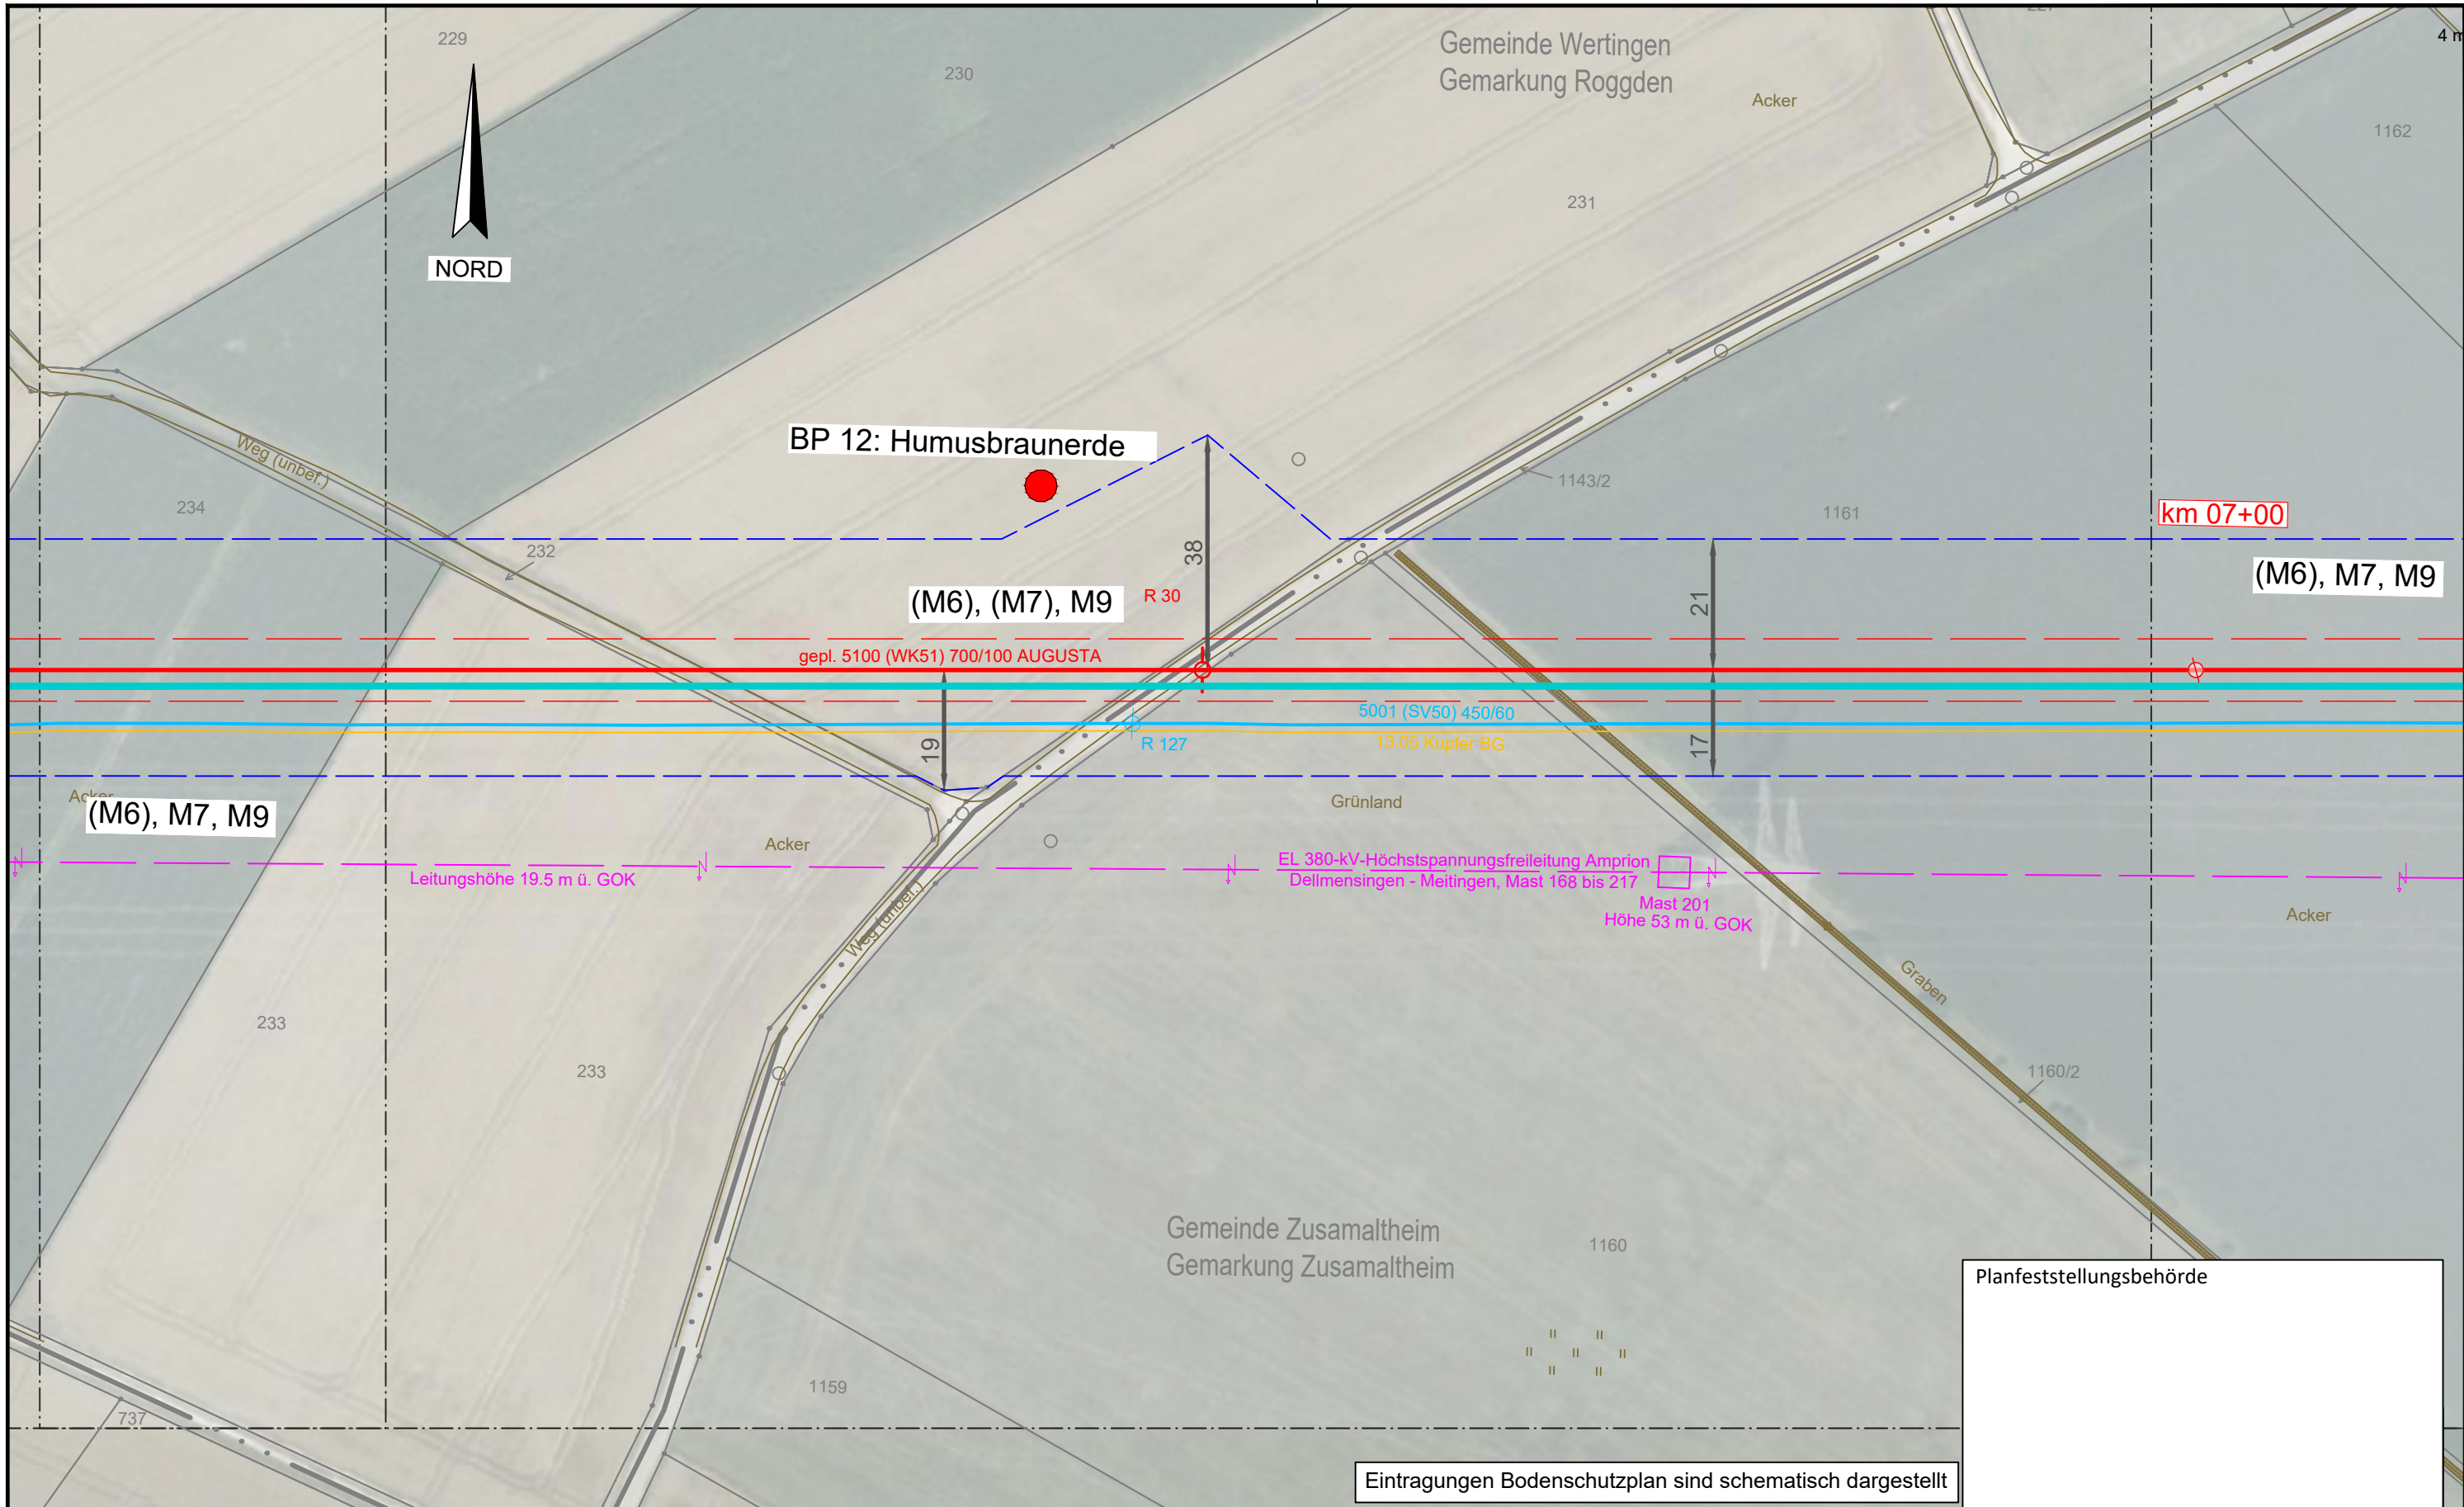 229
230
Gemeinde Wertingen
Gemarkung Roggden
Acker
4 m
1162
231
NORD
BP 12: Humusbraunerde
Weg (unbef.)
234
232
1143/2
1161
km 07+00
38
21
(M6), (M7), M9
R 30
(M6), M7, M9
gepl. 5100 (WK51) 700/100 AUGUSTA
5001 (SV50) 450/60
R 127
13.05 Kupfer BG
19
17
Acker
(M6), M7, M9
Grünland
Acker
Leitungshöhe 19.5 m ü. GOK
EL 380-kV-Höchstspannungsfreileitung Amprion
Dellmensingen - Meitingen, Mast 168 bis 217
Mast 201
Höhe 53 m ü. GOK
Acker
Weg (unbef.)
Graben
233
233
1160/2
Gemeinde Zusamaltheim
Gemarkung Zusamaltheim
1160
Planfeststellungsbehörde
1159
737
Eintragungen Bodenschutzplan sind schematisch dargestellt